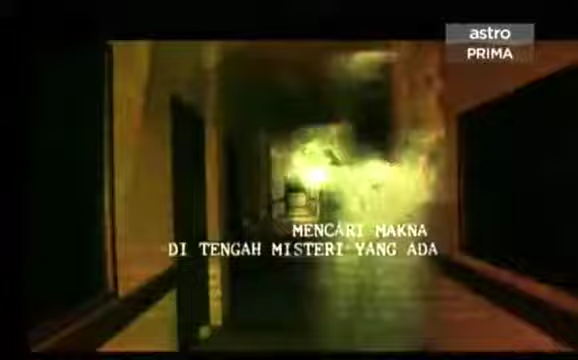 astro
PRIMA
MENCARI MAKNA
DI TENGAH MISTERI YANG ADA